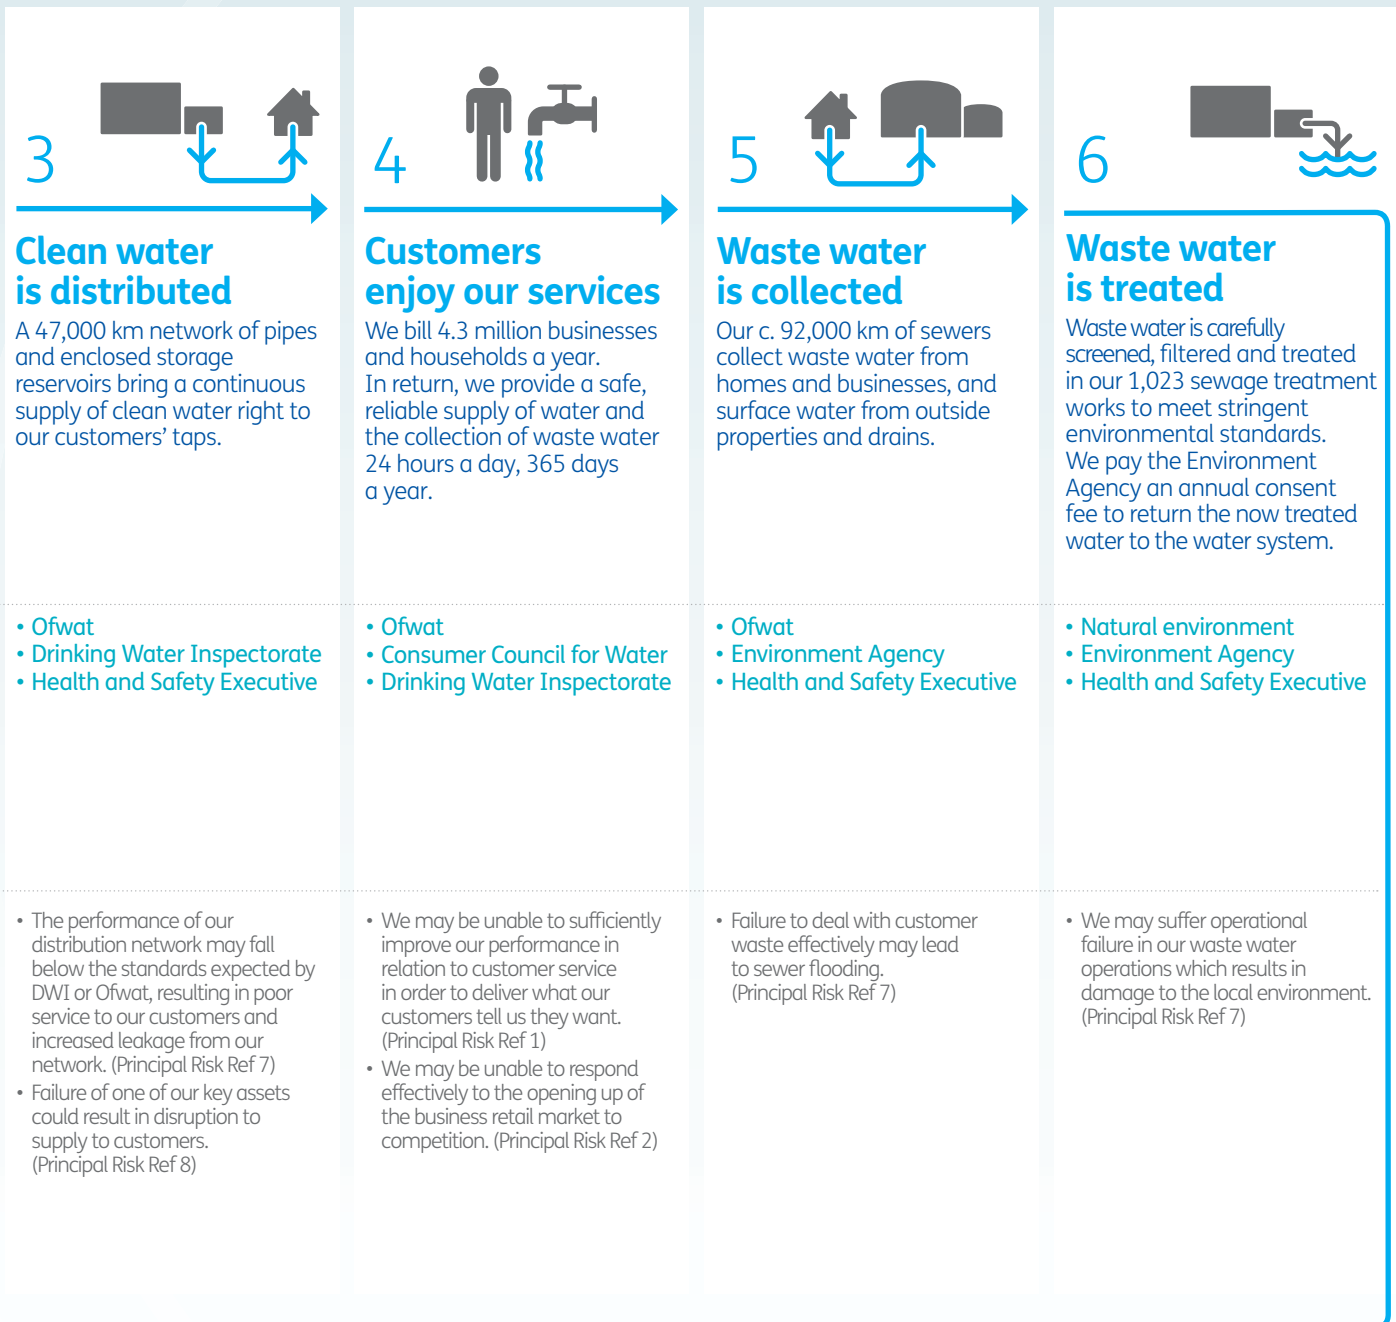 3
Clean water
is distributed
A 47,000 km network of pipes
and enclosed storage
reservoirs bring a continuous
supply of clean water right to
our customers’ taps.
• Ofwat
• Drinking Water Inspectorate
• Health and Safety Executive
• The performance of our
distribution network may fall
below the standards expected by
DWI or Ofwat, resulting in poor
service to our customers and
increased leakage from our
network. (Principal Risk Ref 7)
• Failure of one of our key assets
could result in disruption to
supply to customers.
(Principal Risk Ref 8)
4
Customers
enjoy our services
We bill 4.3 million businesses
and households a year.
In return, we provide a safe,
reliable supply of water and
the collection of waste water
24 hours a day, 365 days
a year.
• Ofwat
• Consumer Council for Water
• Drinking Water Inspectorate
• We may be unable to sufficiently
improve our performance in
relation to customer service
in order to deliver what our
customers tell us they want.
(Principal Risk Ref 1)
• We may be unable to respond
effectively to the opening up of
the business retail market to
competition. (Principal Risk Ref 2)
5
Waste water
is collected
Our c. 92,000 km of sewers
collect waste water from
homes and businesses, and
surface water from outside
properties and drains.
• Ofwat
• Environment Agency
• Health and Safety Executive
• Failure to deal with customer
waste effectively may lead
to sewer flooding.
(Principal Risk Ref 7)
6
Waste water
is treated
Waste water is carefully
screened, filtered and treated
in our 1,023 sewage treatment
works to meet stringent
environmental standards.
We pay the Environment
Agency an annual consent
fee to return the now treated
water to the water system.
• Natural environment
• Environment Agency
• Health and Safety Executive
• We may suffer operational
failure in our waste water
operations which results in
damage to the local environment.
(Principal Risk Ref 7)